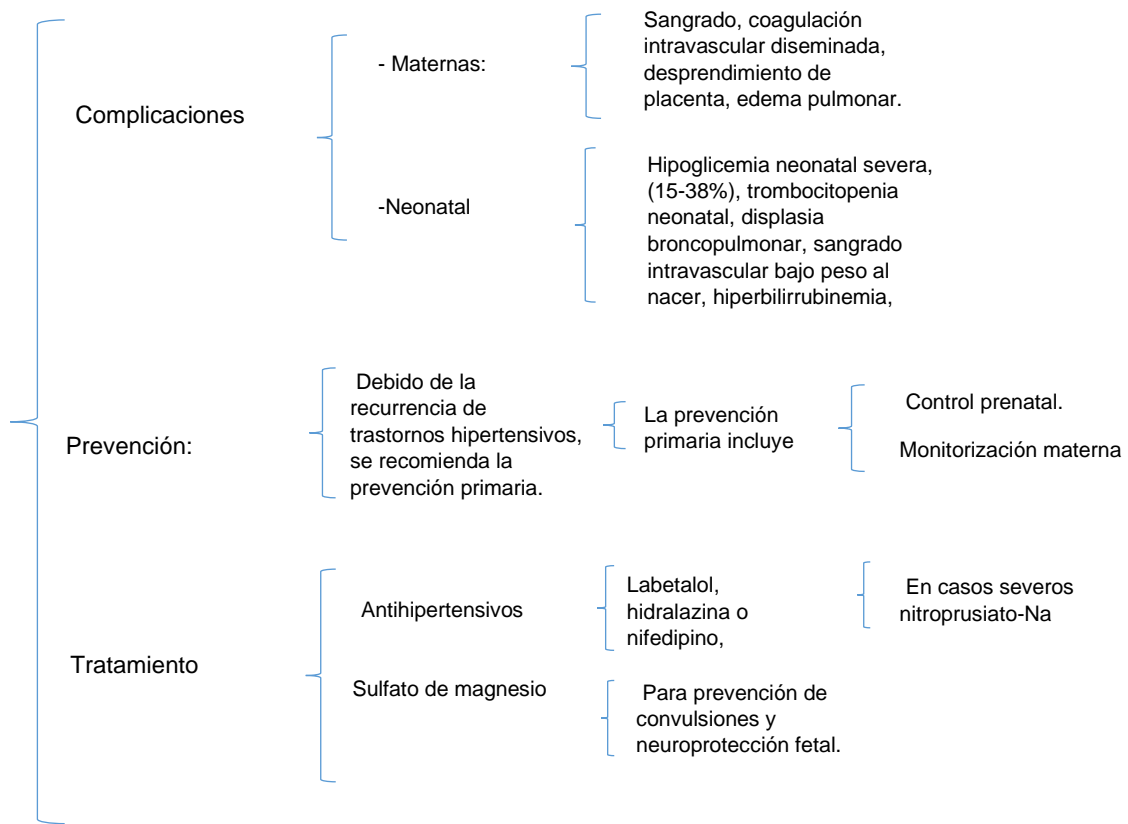 Complicaciones
- Maternas:
Sangrado, coagulación
intravascular diseminada,
desprendimiento de
placenta, edema pulmonar.
-Neonatal
Hipoglicemia neonatal severa,
(15-38%), trombocitopenia
neonatal, displasia
broncopulmonar, sangrado
intravascular bajo peso al
nacer, hiperbilirrubinemia,
Prevención:
Debido de la
recurrencia de
trastornos hipertensivos,
se recomienda la
prevención primaria.
La prevención
primaria incluye
Control prenatal.
Monitorización materna
Tratamiento
Antihipertensivos
Labetalol,
hidralazina o
nifedipino,
En casos severos
nitroprusiato-Na
Sulfato de magnesio
Para prevención de
convulsiones y
neuroprotección fetal.